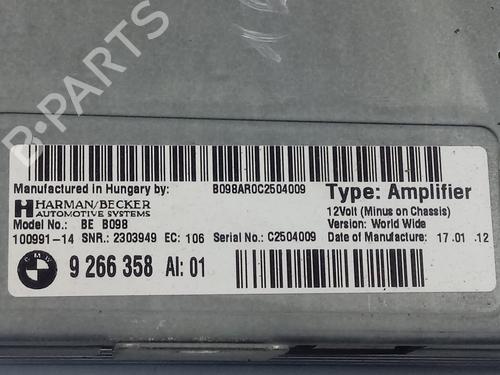 B-PARTS
Manufactured in Hungary by:
B098AR0C2504009
HARMAN/BECKER
AUTOMOTIVE SYSTEMS
Type: Amplifier
12Volt (Minus on Chassis)
Model No.: BE B098
Version: World Wide
100991-14 SNR.: 2303949 EC: 106 Serial No.: C2504009 Date of Manufacture: 17 01 .12
BMW
9 266 358 AI: 01